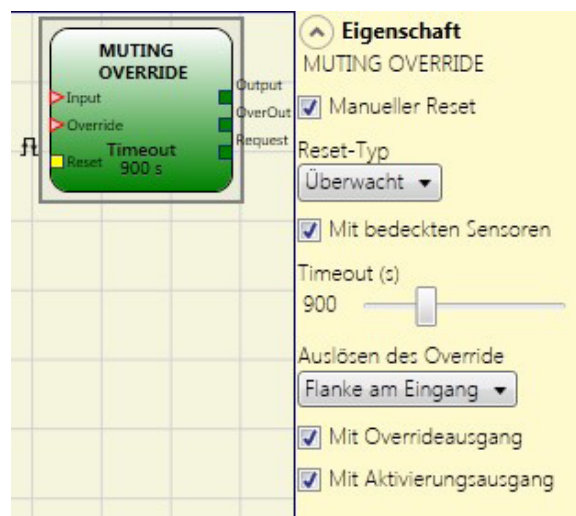 MUTING
OVERRIDE
Input
Override
Reset
Timeout
900 s
Output
OverOut
Request
Eigenschaft
MUTING OVERRIDE
Manueller Reset
Reset-Typ
Überwacht
Mit bedeckten Sensoren
Timeout (s)
900
Auslösen des Override
Flanke am Eingang
Mit Overrideausgang
Mit Aktivierungsausgang